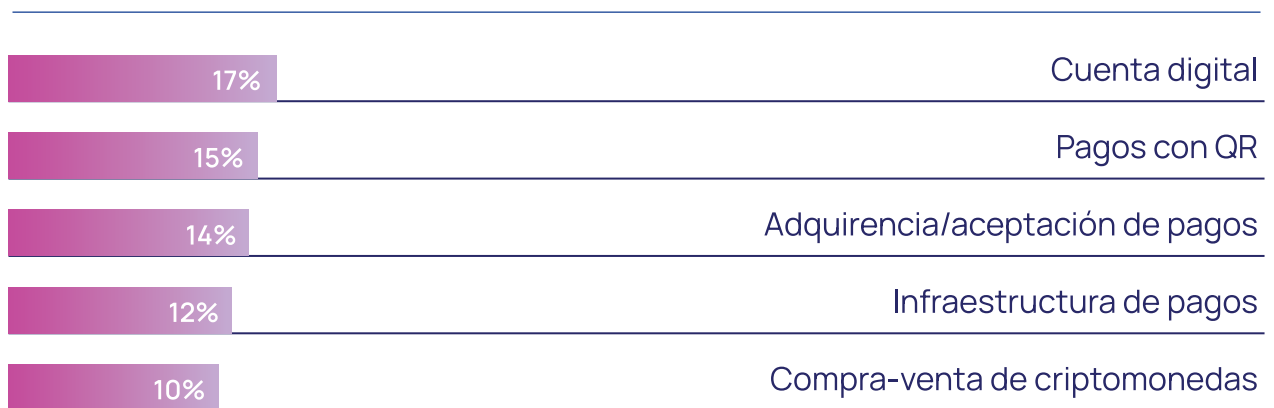 17% Cuenta digital
15% Pagos con QR
14% Adquirencia/aceptación de pagos
12% Infraestructura de pagos
10% Compra-venta de criptomonedas